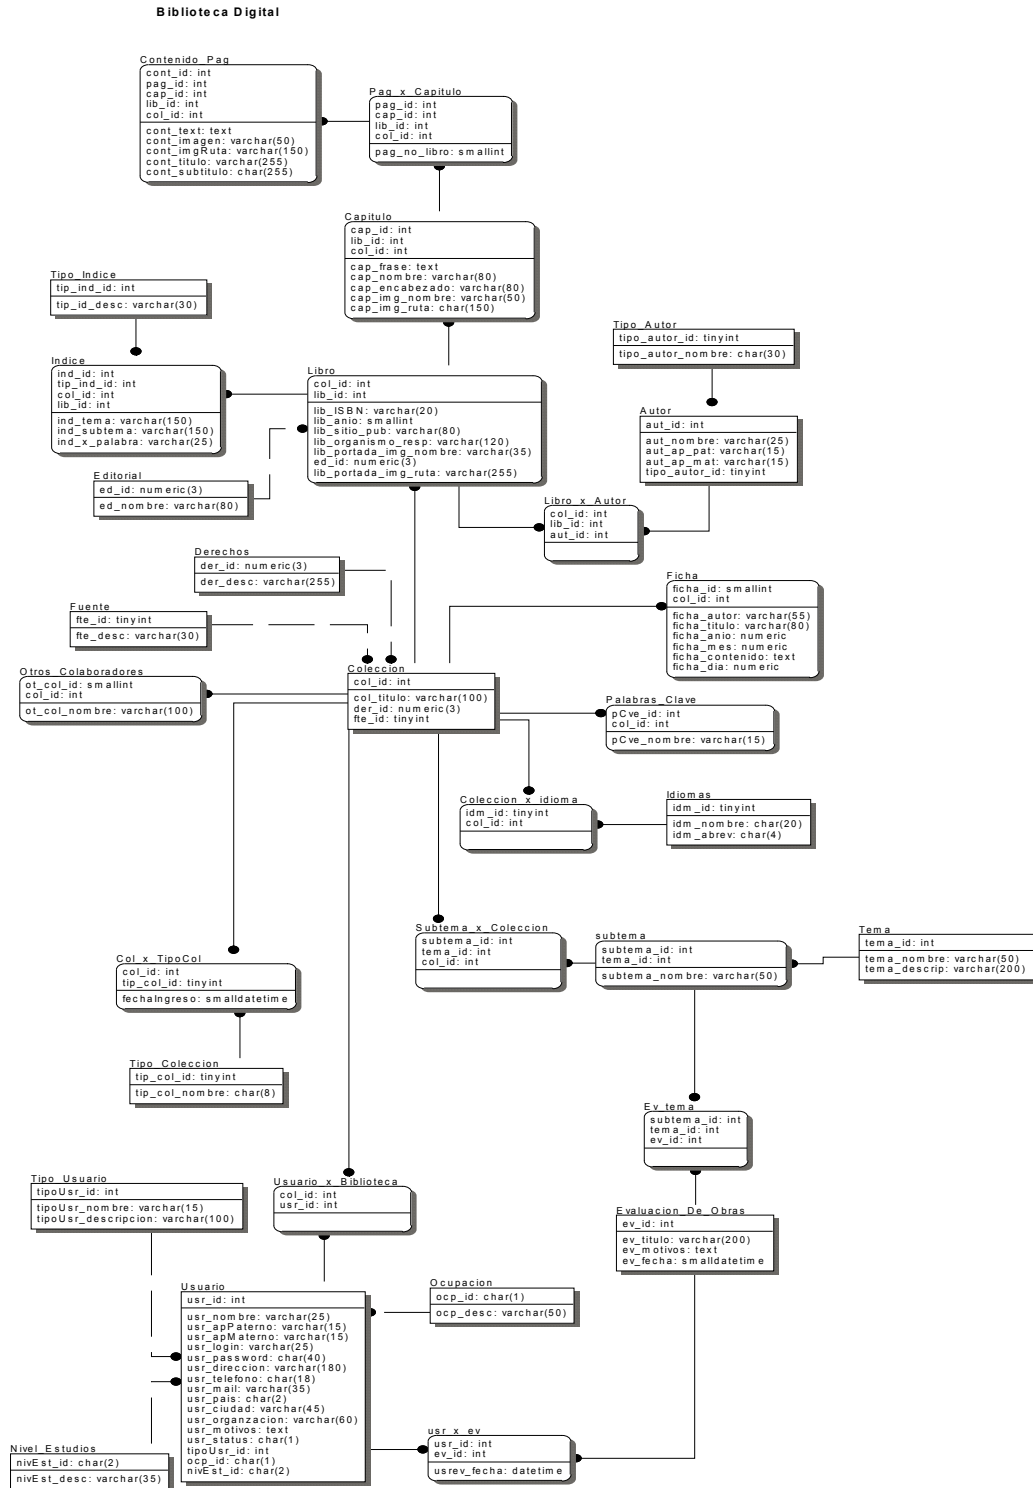 Biblioteca Digital
Contenido_Pag
cont_id: int
pag_id: int
cap_id: int
lib_id: int
col_id: int
cont_text: text
cont_imagen: varchar(50)
cont_imgRuta: varchar(150)
cont_titulo: varchar(255)
cont_subtitulo: char(255)
Pag_x_Capitulo
pag_id: int
cap_id: int
lib_id: int
col_id: int
pag_no_libro: smallint
Capitulo
cap_id: int
lib_id: int
col_id: int
cap_frase: text
cap_nombre: varchar(80)
cap_encabezado: varchar(80)
cap_img_nombre: varchar(50)
cap_img_ruta: char(150)
Tipo_Indice
tip_ind_id: int
tip_id_desc: varchar(30)
Tipo_Autor
tipo_autor_id: tinyint
tipo_autor_nombre: char(30)
Indice
ind_id: int
tip_ind_id: int
col_id: int
lib_id: int
ind_tema: varchar(150)
ind_subtema: varchar(150)
ind_x_palabra: varchar(25)
Libro
col_id: int
lib_id: int
lib_ISBN: varchar(20)
lib_anio: smallint
lib_sitio_pub: varchar(80)
lib_organismo_resp: varchar(120)
lib_portada_img_nombre: varchar(35)
ed_id: numeric(3)
lib_portada_img_ruta: varchar(255)
Autor
aut_id: int
aut_nombre: varchar(25)
aut_ap_pat: varchar(15)
aut_ap_mat: varchar(15)
tipo_autor_id: tinyint
Editorial
ed_id: numeric(3)
ed_nombre: varchar(80)
Libro_x_Autor
col_id: int
lib_id: int
aut_id: int
Derechos
der_id: numeric(3)
der_desc: varchar(255)
Ficha
ficha_id: smallint
col_id: int
ficha_autor: varchar(55)
ficha_titulo: varchar(80)
ficha_anio: numeric
ficha_mes: numeric
ficha_contenido: text
ficha_dia: numeric
Fuente
fte_id: tinyint
fte_desc: varchar(30)
Otros_Colaboradores
ot_col_id: smallint
col_id: int
ot_col_nombre: varchar(100)
Coleccion
col_id: int
col_titulo: varchar(100)
der_id: numeric(3)
fte_id: tinyint
Palabras_Clave
pCve_id: int
col_id: int
pCve_nombre: varchar(15)
Coleccion_x_idioma
idm_id: tinyint
col_id: int
Idiomas
idm_id: tinyint
idm_nombre: char(20)
idm_abrev: char(4)
Subtema_x_Coleccion
subtema_id: int
tema_id: int
col_id: int
subtema
subtema_id: int
tema_id: int
subtema_nombre: varchar(50)
Tema
tema_id: int
tema_nombre: varchar(50)
tema_descrip: varchar(200)
Col_x_TipoCol
col_id: int
tip_col_id: tinyint
fechaIngreso: smalldatetime
Tipo_Coleccion
tip_col_id: tinyint
tip_col_nombre: char(8)
Ev_tema
subtema_id: int
tema_id: int
ev_id: int
Tipo_Usuario
tipoUsr_id: int
tipoUsr_nombre: varchar(15)
tipoUsr_descripcion: varchar(100)
Usuario_x_Biblioteca
col_id: int
usr_id: int
Evaluacion_De_Obras
ev_id: int
ev_titulo: varchar(200)
ev_motivos: text
ev_fecha: smalldatetime
Usuario
usr_id: int
usr_nombre: varchar(25)
usr_apPaterno: varchar(15)
usr_apMaterno: varchar(15)
usr_login: varchar(25)
usr_password: char(40)
usr_direccion: varchar(180)
usr_telefono: char(18)
usr_mail: varchar(35)
usr_pais: char(2)
usr_ciudad: varchar(45)
usr_organzacion: varchar(60)
usr_motivos: text
usr_status: char(1)
tipoUsr_id: int
ocp_id: char(1)
nivEst_id: char(2)
Ocupacion
ocp_id: char(1)
ocp_desc: varchar(50)
usr_x_ev
usr_id: int
ev_id: int
usrev_fecha: datetime
Nivel_Estudios
nivEst_id: char(2)
nivEst_desc: varchar(35)